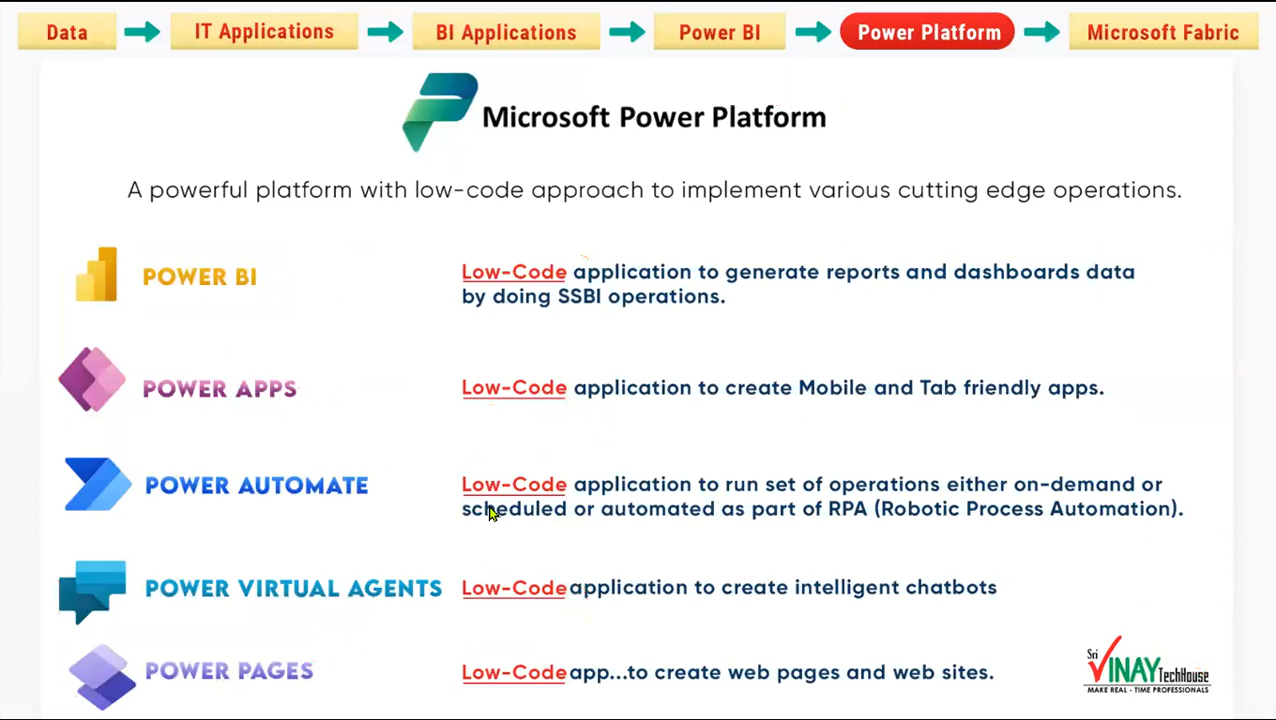 Data
IT Applications
BI Applications
Power BI
Power Platform
Microsoft Fabric
Microsoft Power Platform
A powerful platform with low-code approach to implement various cutting edge operations.
POWER BI
Low-Code application to generate reports and dashboards data
by doing SSBI operations.
POWER APPS
Low-Code application to create Mobile and Tab friendly apps.
POWER AUTOMATE
Low-Code application to run set of operations either on-demand or
scheduled or automated as part of RPA (Robotic Process Automation).
POWER VIRTUAL AGENTS
Low-Code application to create intelligent chatbots
POWER PAGES
Low-Code app...to create web pages and web sites.
Sri
VINAY TechHouse
MAKE REAL - TIME PROFESSIONALS